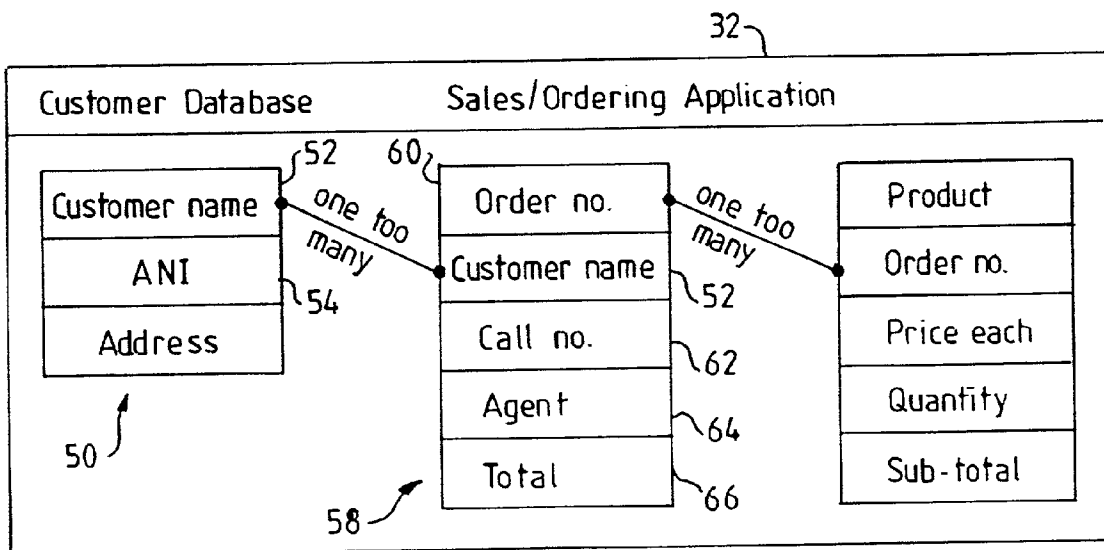 32
Customer Database Sales/Ordering Application
52
Customer name
ANI
54
Address
50
one too
many
60
Order no.
Customer name
52
Call no.
62
Agent
64
Total
66
58
one too
many
Product
Order no.
Price each
Quantity
Sub-total